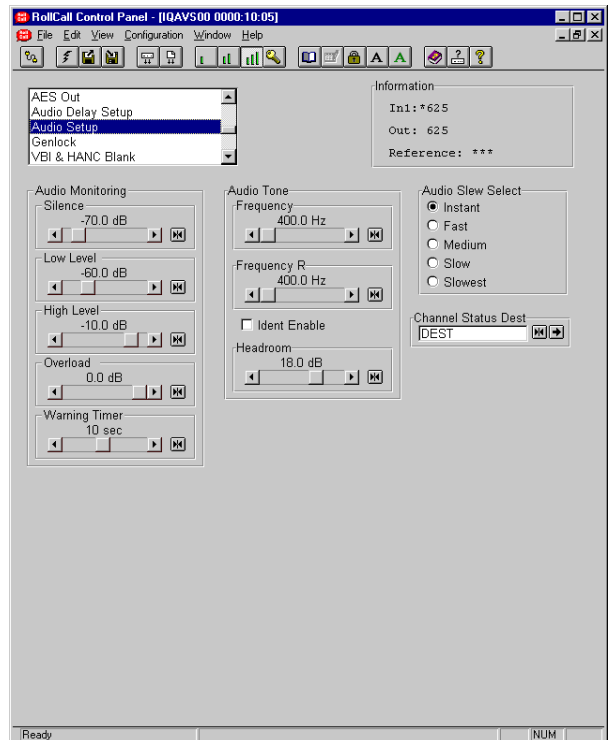 RollCall Control Panel - [IQAVS00 0000:10:05]
File Edit View Configuration Window Help
A A ?
AES Out
Audio Delay Setup
Audio Setup
Genlock
VBI & HANC Blank
Information
In1:*625
Out: 625
Reference: ***
Audio Monitoring
Silence
-70.0 dB
Low Level
-60.0 dB
High Level
-10.0 dB
Overload
0.0 dB
Warning Timer
10 sec
Audio Tone
Frequency
400.0 Hz
Frequency R
400.0 Hz
Ident Enable
Headroom
18.0 dB
Audio Slew Select
Instant
Fast
Medium
Slow
Slowest
Channel Status Dest
DEST
Ready
NUM